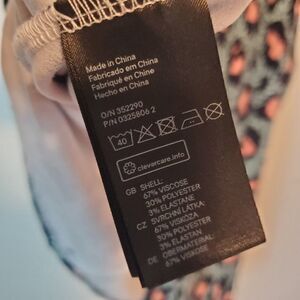 Made in China
Fabricado em China
Fabriqué en Chine
Hecho en China
O/N 352290
P/N 0325806 2
40
clevercare.info
GB SHELL:
67% VISCOSE
30% POLYESTER
3% ELASTANE
CZ SVRCHNÍ LÁTKA:
67% VISKÓZA
30% POLYESTER
3% ELASTAN
DE OBERMATERIAL:
67% VISKOSE